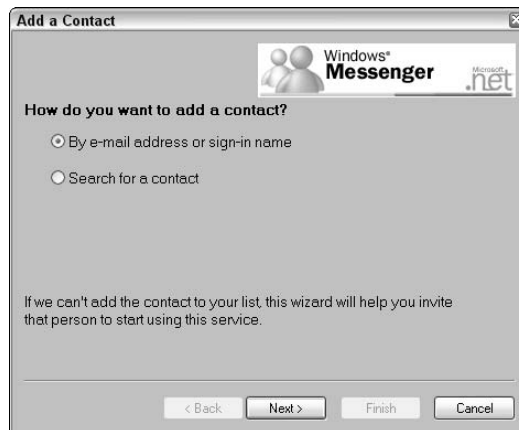 Add a Contact
Windows®
Messenger
Microsoft
.net
How do you want to add a contact?
By e-mail address or sign-in name
Search for a contact
If we can't add the contact to your list, this wizard will help you invite
that person to start using this service.
< Back Next > Finish Cancel